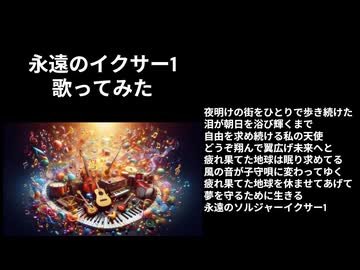 永遠のイクサー1
歌ってみた
夜明けの街をひとりで歩き続けた
泪が朝日を浴び輝くまで
自由を求め続ける私の天使
どうぞ翔んで翼広げ未来へと
疲れ果てた地球は眠り求めてる
風の音が子守唄に変わってゆく
疲れ果てた地球を休ませてあげて
夢を守るために生きる
永遠のソルジャーイクサー1